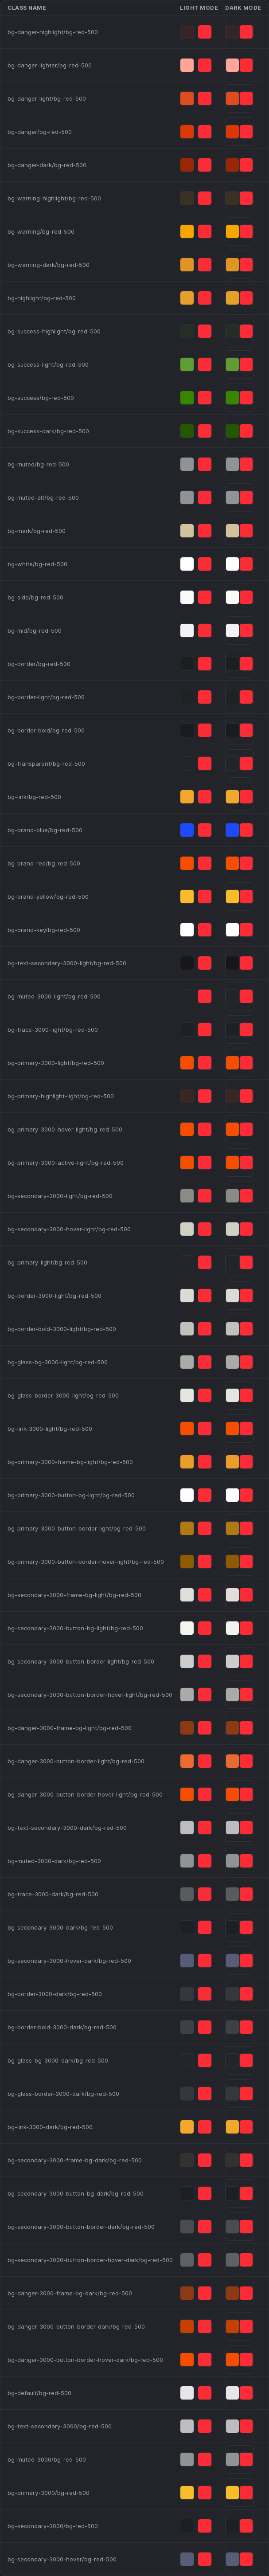 CLASS NAME LIGHT MODE DARK MODE
bg-danger-highlight/bg-red-500
bg-danger-lighter/bg-red-500
bg-danger-light/bg-red-500
bg-danger/bg-red-500
bg-danger-dark/bg-red-500
bg-warning-highlight/bg-red-500
bg-warning/bg-red-500
bg-warning-dark/bg-red-500
bg-highlight/bg-red-500
bg-success-highlight/bg-red-500
bg-success-light/bg-red-500
bg-success/bg-red-500
bg-success-dark/bg-red-500
bg-muted/bg-red-500
bg-muted-alt/bg-red-500
bg-mark/bg-red-500
bg-white/bg-red-500
bg-side/bg-red-500
bg-mid/bg-red-500
bg-border/bg-red-500
bg-border-light/bg-red-500
bg-border-bold/bg-red-500
bg-transparent/bg-red-500
bg-link/bg-red-500
bg-brand-blue/bg-red-500
bg-brand-red/bg-red-500
bg-brand-yellow/bg-red-500
bg-brand-key/bg-red-500
bg-text-secondary-3000-light/bg-red-500
bg-muted-3000-light/bg-red-500
bg-trace-3000-light/bg-red-500
bg-primary-3000-light/bg-red-500
bg-primary-highlight-light/bg-red-500
bg-primary-3000-hover-light/bg-red-500
bg-primary-3000-active-light/bg-red-500
bg-secondary-3000-light/bg-red-500
bg-secondary-3000-hover-light/bg-red-500
bg-primary-light/bg-red-500
bg-border-3000-light/bg-red-500
bg-border-bold-3000-light/bg-red-500
bg-glass-bg-3000-light/bg-red-500
bg-glass-border-3000-light/bg-red-500
bg-link-3000-light/bg-red-500
bg-primary-3000-frame-bg-light/bg-red-500
bg-primary-3000-button-bg-light/bg-red-500
bg-primary-3000-button-border-light/bg-red-500
bg-primary-3000-button-border-hover-light/bg-red-500
bg-secondary-3000-frame-bg-light/bg-red-500
bg-secondary-3000-button-bg-light/bg-red-500
bg-secondary-3000-button-border-light/bg-red-500
bg-secondary-3000-button-border-hover-light/bg-red-500
bg-danger-3000-frame-bg-light/bg-red-500
bg-danger-3000-button-border-light/bg-red-500
bg-danger-3000-button-border-hover-light/bg-red-500
bg-text-secondary-3000-dark/bg-red-500
bg-muted-3000-dark/bg-red-500
bg-trace-3000-dark/bg-red-500
bg-secondary-3000-dark/bg-red-500
bg-secondary-3000-hover-dark/bg-red-500
bg-border-3000-dark/bg-red-500
bg-border-bold-3000-dark/bg-red-500
bg-glass-bg-3000-dark/bg-red-500
bg-glass-border-3000-dark/bg-red-500
bg-link-3000-dark/bg-red-500
bg-secondary-3000-frame-bg-dark/bg-red-500
bg-secondary-3000-button-bg-dark/bg-red-500
bg-secondary-3000-button-border-dark/bg-red-500
bg-secondary-3000-button-border-hover-dark/bg-red-500
bg-danger-3000-frame-bg-dark/bg-red-500
bg-danger-3000-button-border-dark/bg-red-500
bg-danger-3000-button-border-hover-dark/bg-red-500
bg-default/bg-red-500
bg-text-secondary-3000/bg-red-500
bg-muted-3000/bg-red-500
bg-primary-3000/bg-red-500
bg-secondary-3000/bg-red-500
bg-secondary-3000-hover/bg-red-500